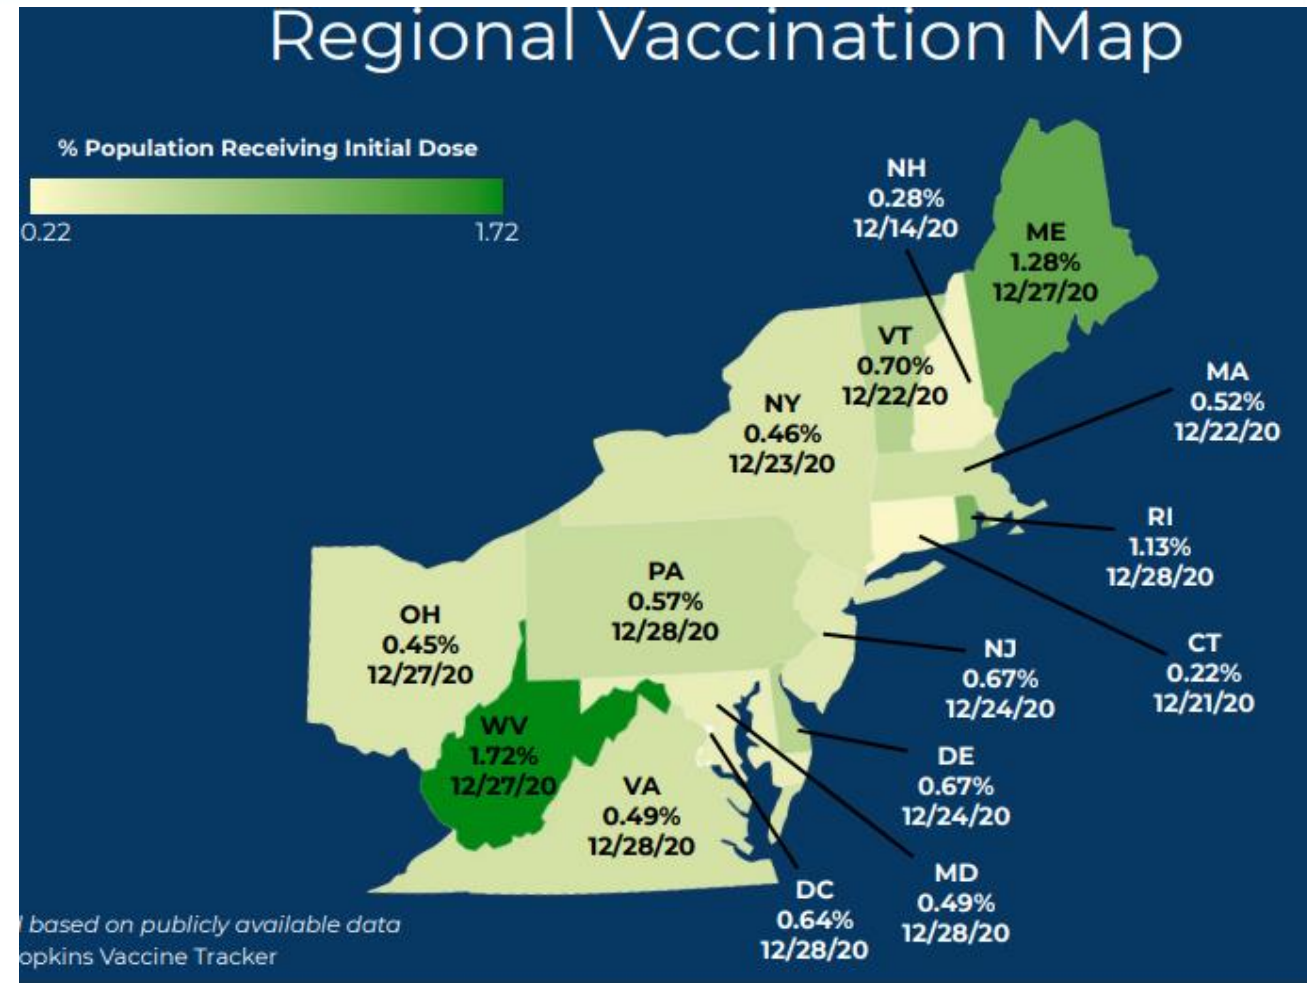 Regional Vaccination Map
% Population Receiving Initial Dose
0.22 1.72
NH
0.28%
12/14/20
ME
1.28%
12/27/20
VT
0.70%
12/22/20
MA
0.52%
12/22/20
NY
0.46%
12/23/20
RI
1.13%
12/28/20
PA
0.57%
12/28/20
OH
0.45%
12/27/20
CT
0.22%
12/21/20
NJ
0.67%
12/24/20
WV
1.72%
12/27/20
DE
0.67%
12/24/20
VA
0.49%
12/28/20
MD
0.49%
12/28/20
DC
0.64%
12/28/20
based on publicly available data
opkins Vaccine Tracker